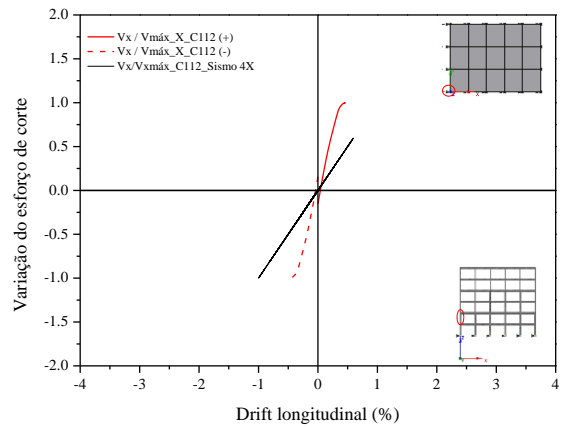 2.0
1.5
1.0
0.5
0.0
-0.5
-1.0
-1.5
-2.0
Variação do esforço de corte
Vx / Vmáx_X_C112 (+)
Vx / Vmáx_X_C112 (-)
Vx/Vxmáx_C112_Sismo 4X
-4 -3 -2 -1 0 1 2 3 4
Drift longitudinal (%)